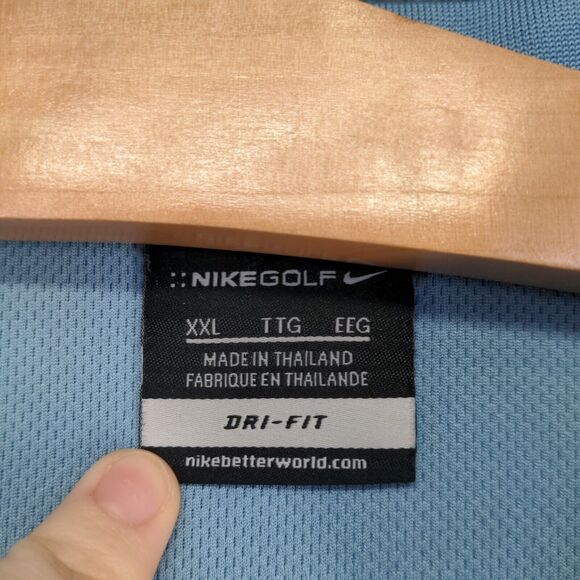 NIKEGOLF
XXL TTG EEG
MADE IN THAILAND
FABRIQUE EN THAILANDE
DRI-FIT
nikebetterworld.com